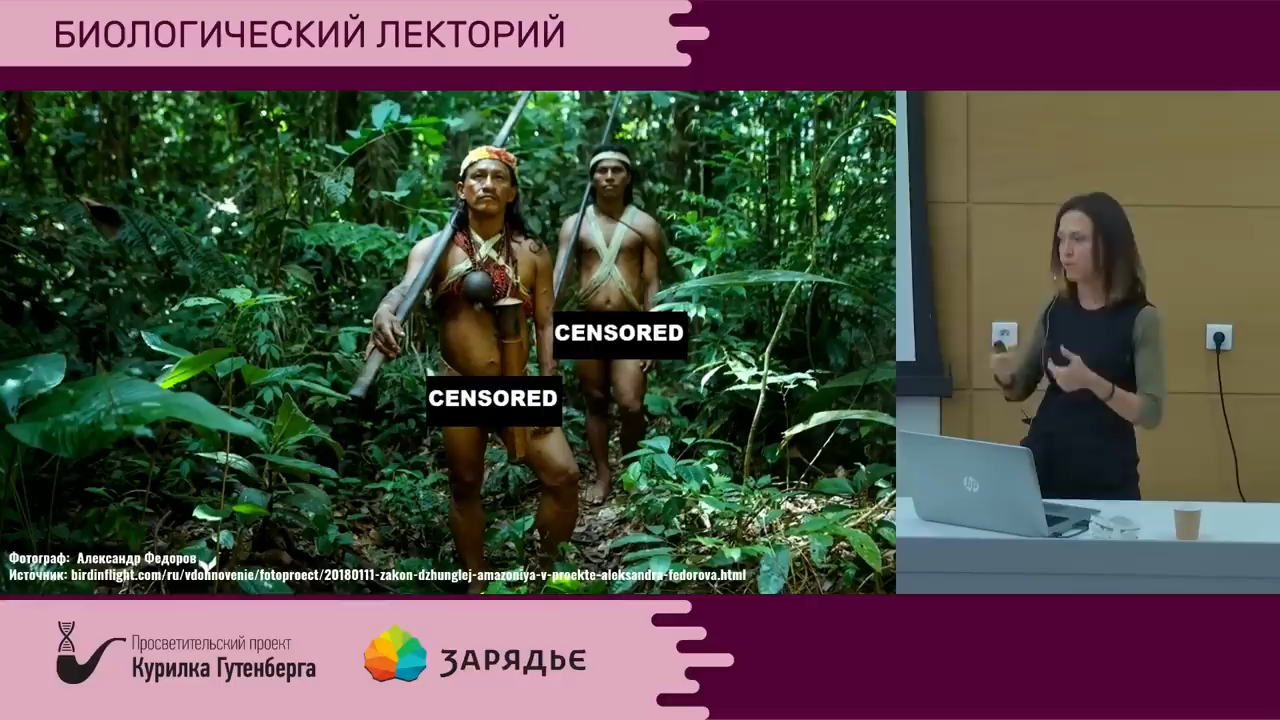 БИОЛОГИЧЕСКИЙ ЛЕКТОРИЙ
CENSORED
CENSORED
Фотограф: Александр Федоров
Источник: birdinflight.com/ru/vdohnovenie/fotoproect/20180111-zakon-dzhunglej-amazoniya-v-proekte-aleksandra-fedorova.html
Просветительский проект
Курилка Гутенберга
ЗАРЯДЬЕ
hp